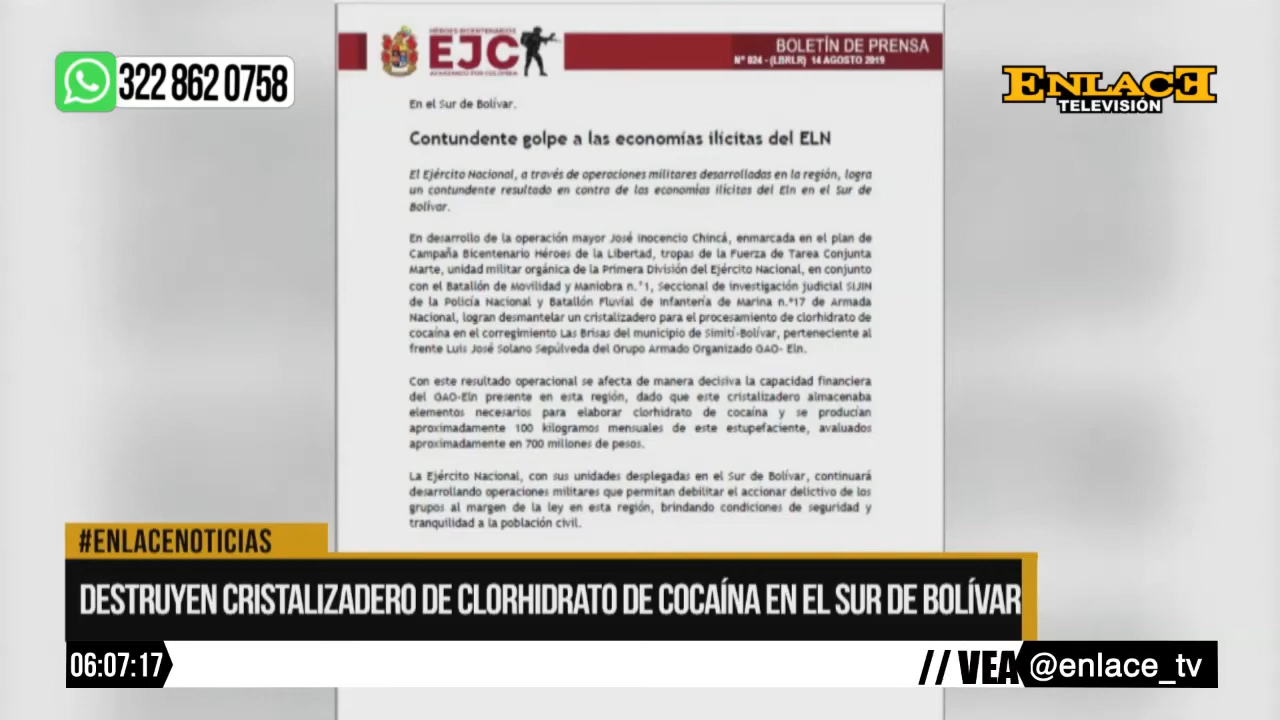 322 862 0758
ENLACE
TELEVISIÓN
HÉROES BICENTENARIOS
EJC
AVANZANDO POR COLOMBIA
BOLETÍN DE PRENSA
Nº 024 - (LBRLR) 14 AGOSTO 2019
En el Sur de Bolívar.
Contundente golpe a las economías ilícitas del ELN
El Ejército Nacional, a través de operaciones militares desarrolladas en la región, logra
un contundente resultado en contra de las economías ilícitas del Eln en el Sur de
Bolívar.
En desarrollo de la operación mayor José Inocencio Chincá, enmarcada en el plan de
Campaña Bicentenario Héroes de la Libertad, tropas de la Fuerza de Tarea Conjunta
Marte, unidad militar orgánica de la Primera División del Ejército Nacional, en conjunto
con el Batallón de Movilidad y Maniobra n.°1, Seccional de investigación judicial SIJIN
de la Policía Nacional y Batallón Fluvial de Infantería de Marina n.°17 de Armada
Nacional, logran desmantelar un cristalizadero para el procesamiento de clorhidrato de
cocaína en el corregimiento Las Brisas del municipio de Simití-Bolívar, perteneciente al
frente Luis José Solano Sepúlveda del Grupo Armado Organizado GAO- Eln.
Con este resultado operacional se afecta de manera decisiva la capacidad financiera
del GAO-Eln presente en esta región, dado que este cristalizadero almacenaba
elementos necesarios para elaborar clorhidrato de cocaína y se producían
aproximadamente 100 kilogramos mensuales de este estupefaciente, avaluados
aproximadamente en 700 millones de pesos.
La Ejército Nacional, con sus unidades desplegadas en el Sur de Bolívar, continuará
desarrollando operaciones militares que permitan debilitar el accionar delictivo de los
grupos al margen de la ley en esta región, brindando condiciones de seguridad y
tranquilidad a la población civil.
#ENLACENOTICIAS
DESTRUYEN CRISTALIZADERO DE CLORHIDRATO DE COCAÍNA EN EL SUR DE BOLÍVAR
06:07:17
// VEA
@enlace_tv